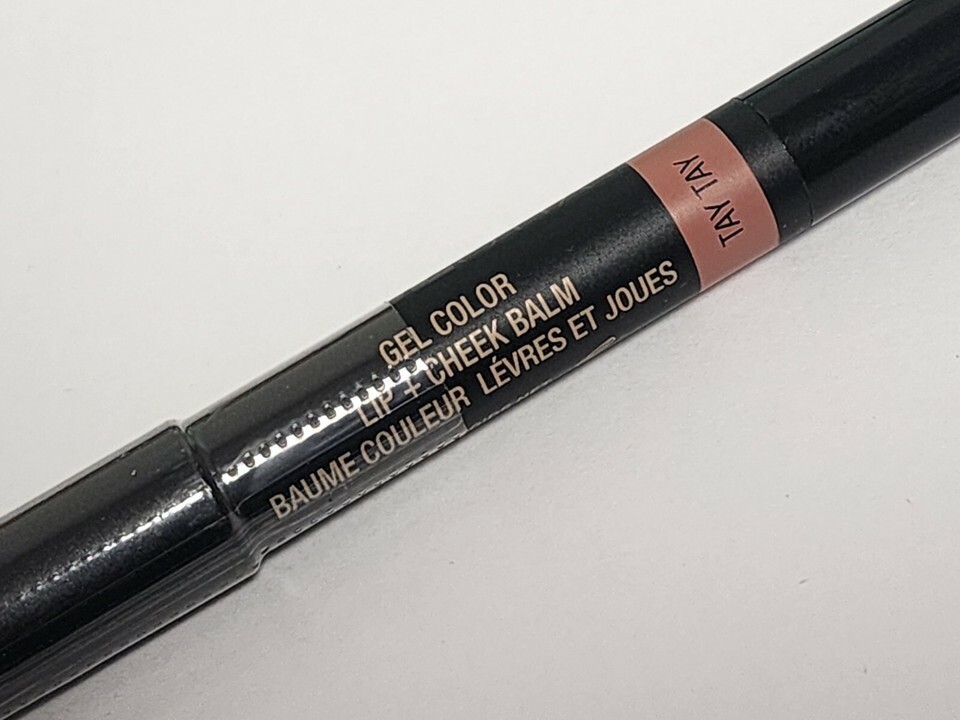 GEL COLOR
LIP + CHEEK BALM
BAUME COULEUR LÉVRES ET JOUES
TAY TAY